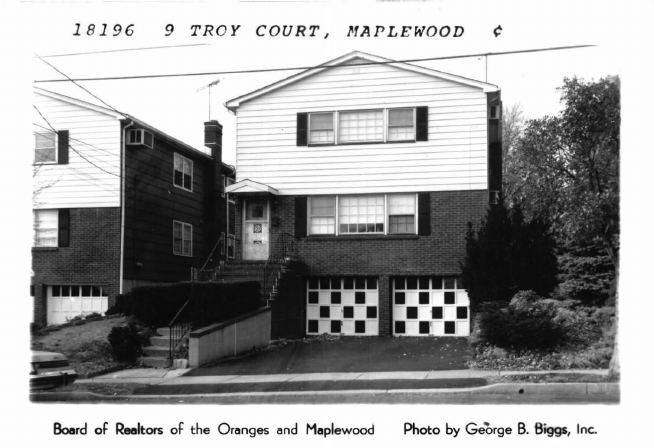 18196 9 TROY COURT, MAPLEWOOD ¢
Board of Realtors of the Oranges and Maplewood Photo by George B. Biggs, Inc.